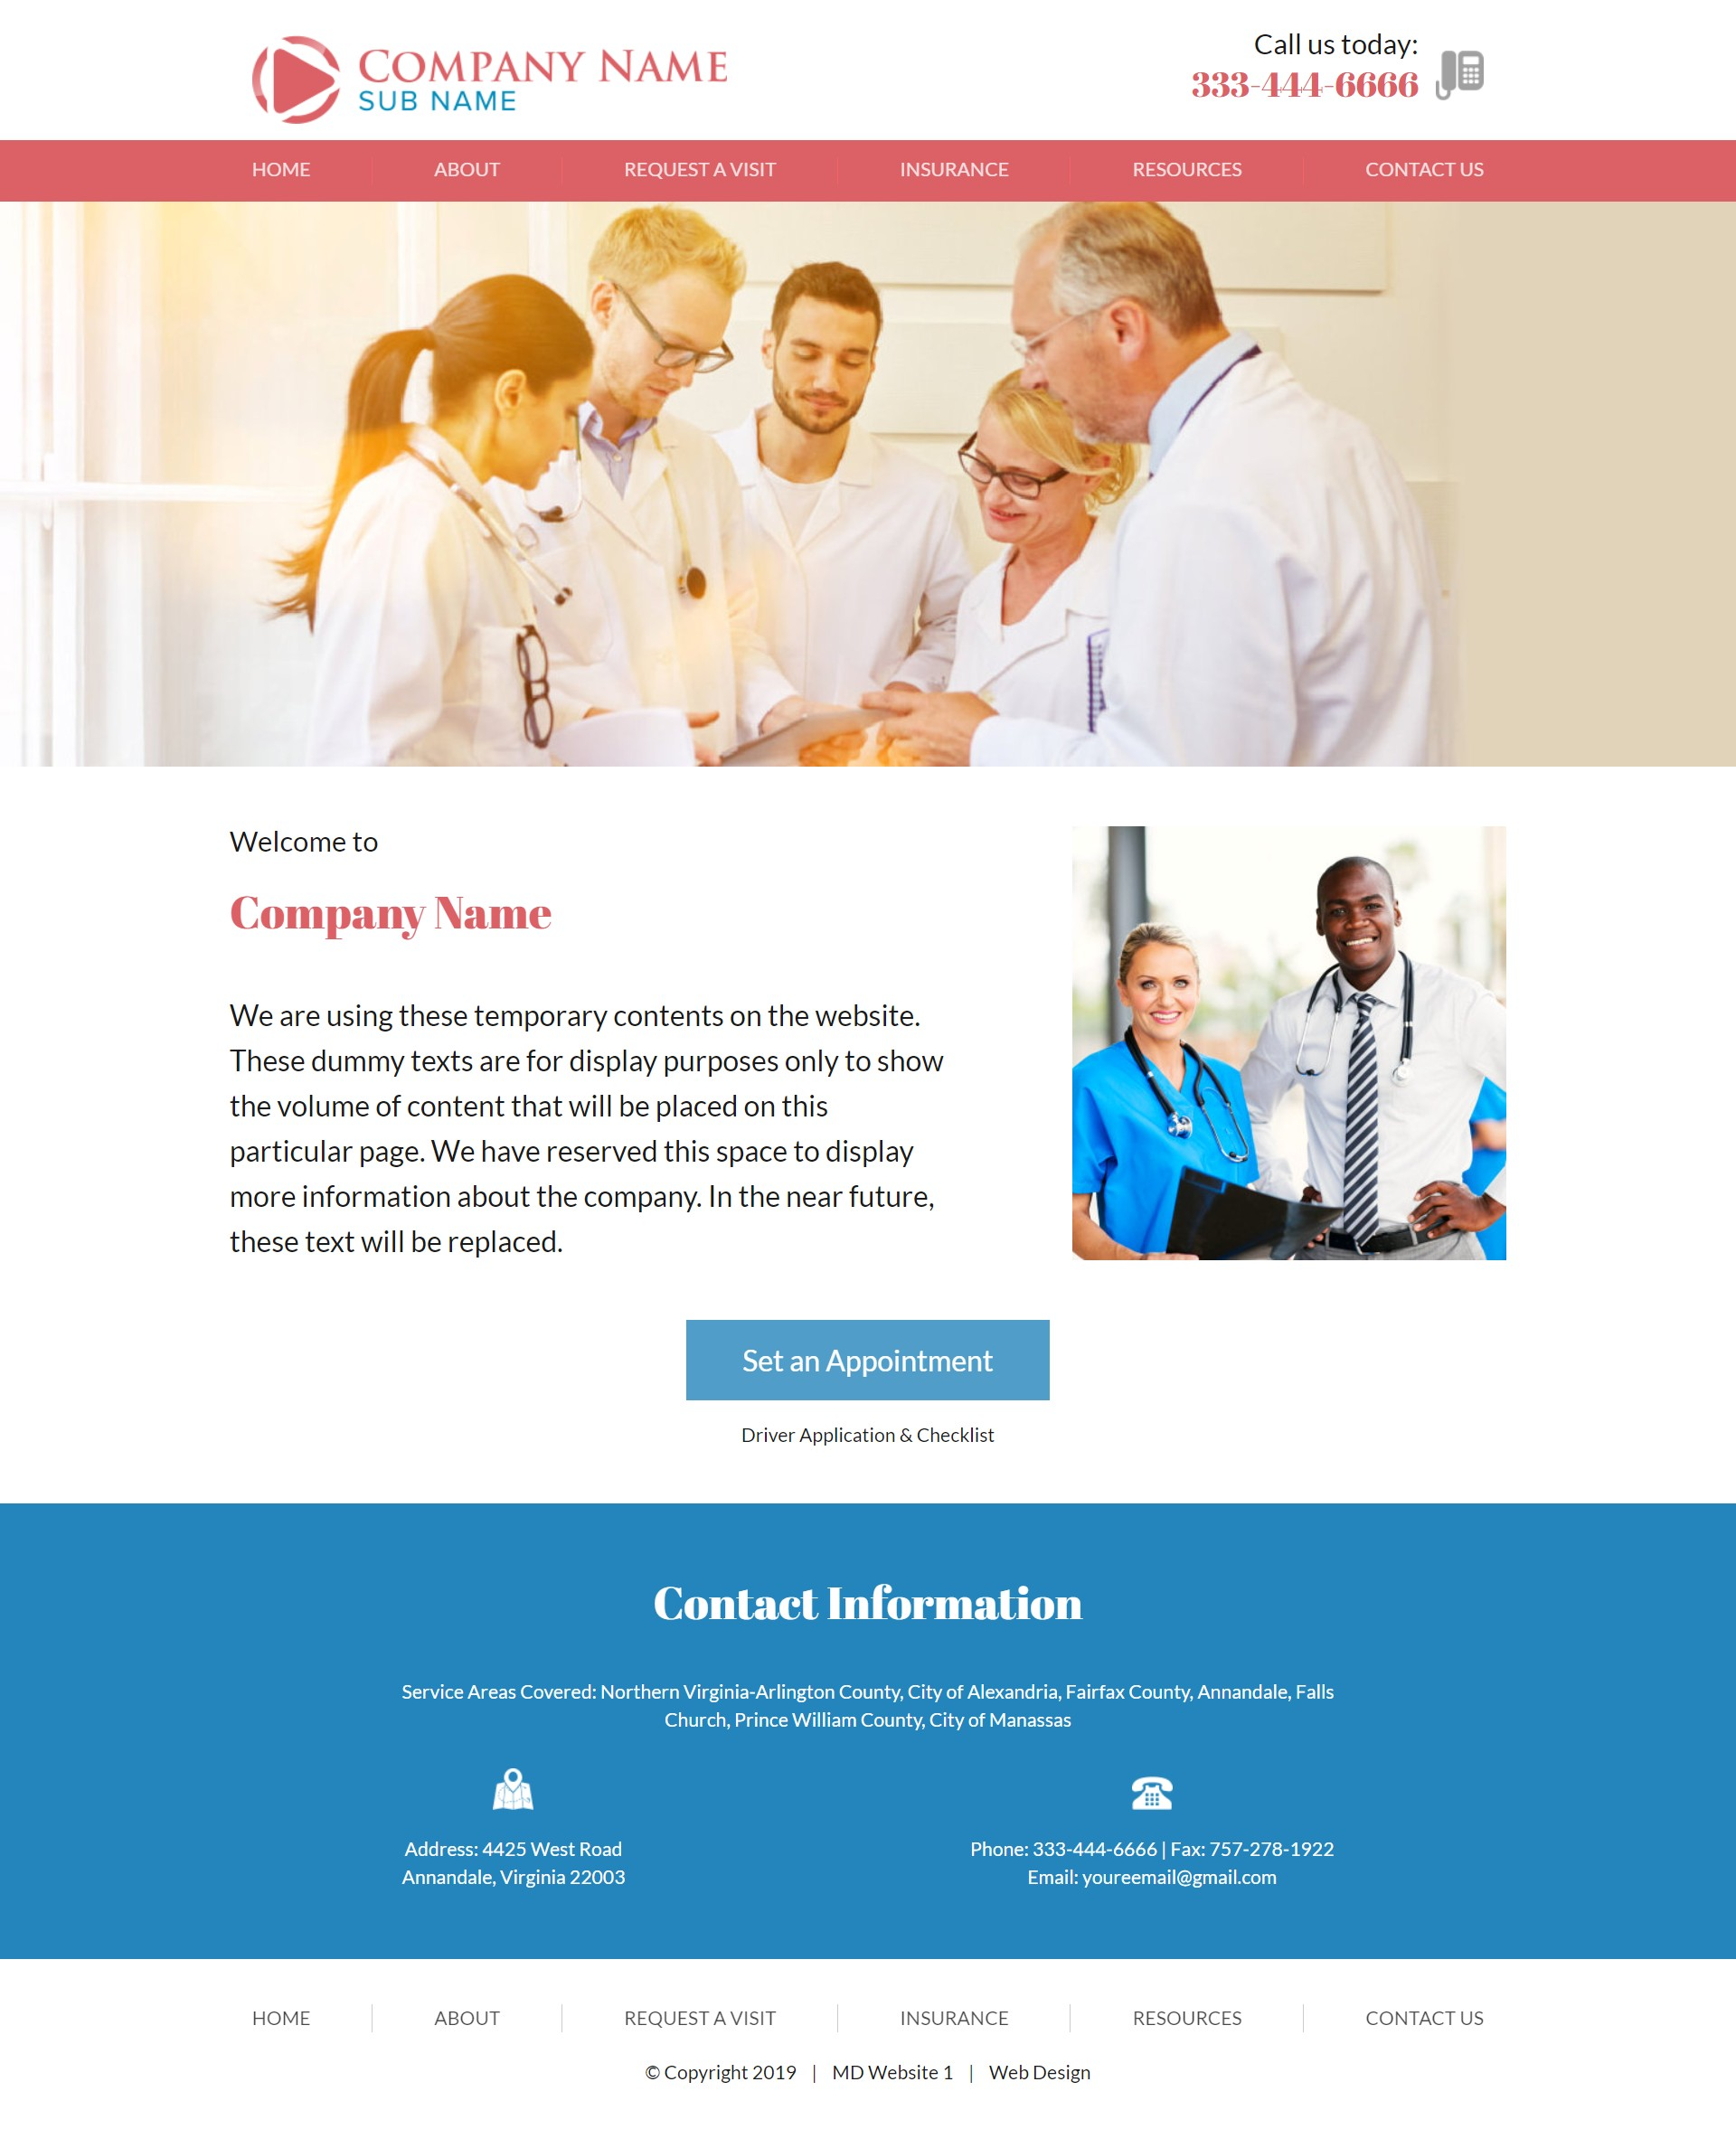 COMPANY NAME
SUB NAME
Call us today:
333-444-6666
HOME
ABOUT
REQUEST A VISIT
INSURANCE
RESOURCES
CONTACT US
Welcome to
Company Name
We are using these temporary contents on the website.
These dummy texts are for display purposes only to show
the volume of content that will be placed on this
particular page. We have reserved this space to display
more information about the company. In the near future,
these text will be replaced.
Set an Appointment
Driver Application & Checklist
Contact Information
Service Areas Covered: Northern Virginia-Arlington County, City of Alexandria, Fairfax County, Annandale, Falls
Church, Prince William County, City of Manassas
Address: 4425 West Road
Annandale, Virginia 22003
Phone: 333-444-6666 | Fax: 757-278-1922
Email: youreemail@gmail.com
HOME
ABOUT
REQUEST A VISIT
INSURANCE
RESOURCES
CONTACT US
© Copyright 2019 | MD Website 1 | Web Design